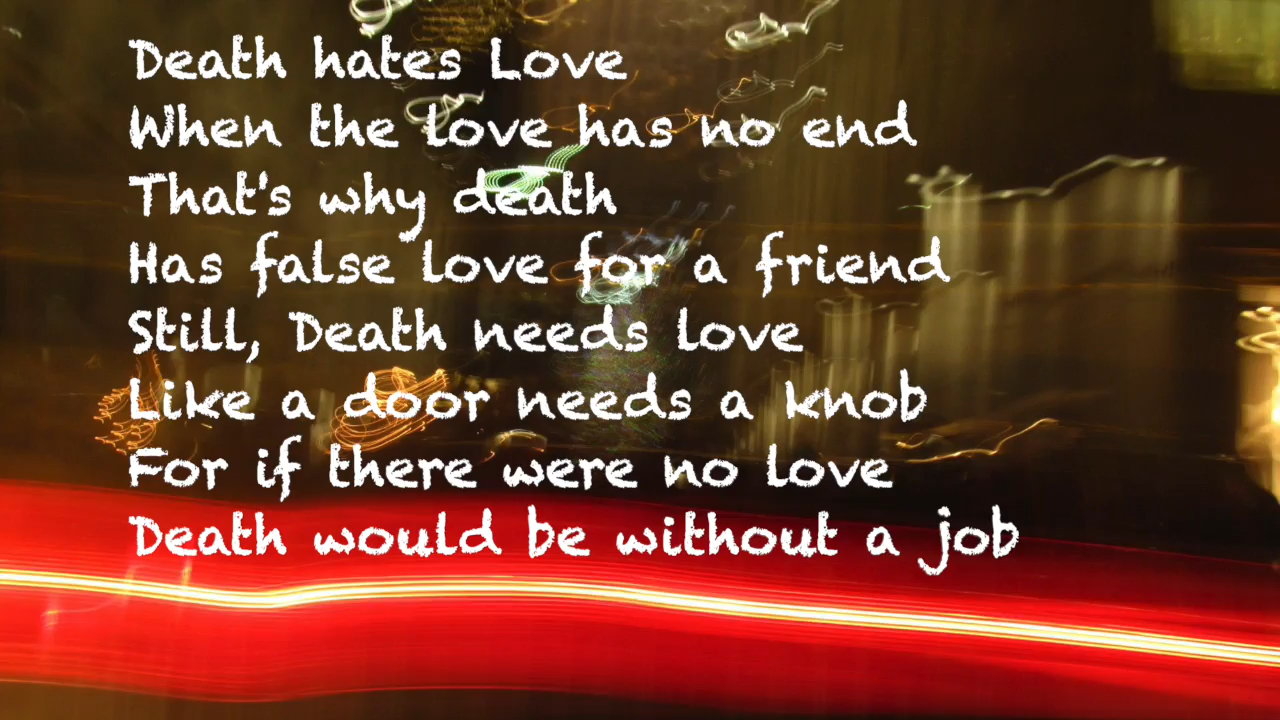 Death hates Love
When the love has no end
That's why death
Has false love for a friend
Still, Death needs love
Like a door needs a knob
For if there were no love
Death would be without a job